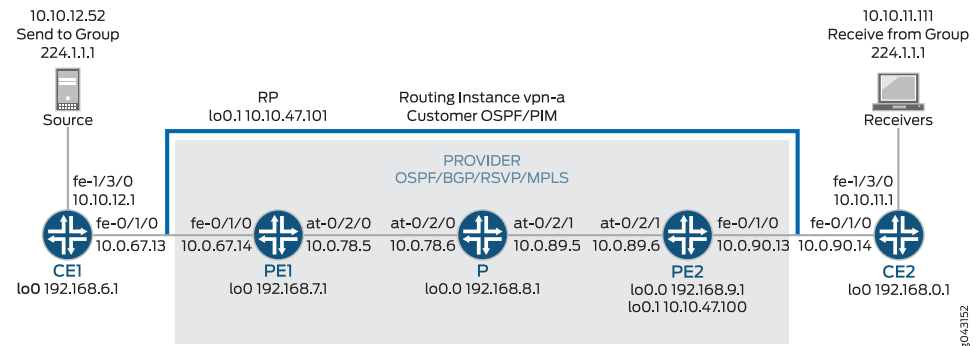 10.10.12.52
Send to Group
224.1.1.1
Source
10.10.11.111
Receive from Group
224.1.1.1
Receivers
RP
lo0.1 10.10.47.101
Routing Instance vpn-a
Customer OSPF/PIM
PROVIDER
OSPF/BGP/RSVP/MPLS
fe-1/3/0
10.10.12.1
fe-1/3/0
10.10.11.1
fe-0/1/0
10.0.67.13
fe-0/1/0
10.0.67.14
at-0/2/0
10.0.78.5
at-0/2/0
10.0.78.6
at-0/2/1
10.0.89.5
at-0/2/1
10.0.89.6
fe-0/1/0
10.0.90.13
fe-0/1/0
10.0.90.14
CE1
lo0 192.168.6.1
PE1
lo0 192.168.7.1
P
lo0.0 192.168.8.1
PE2
lo0.0 192.168.9.1
lo0.1 10.10.47.100
CE2
lo0 192.168.0.1
g043152